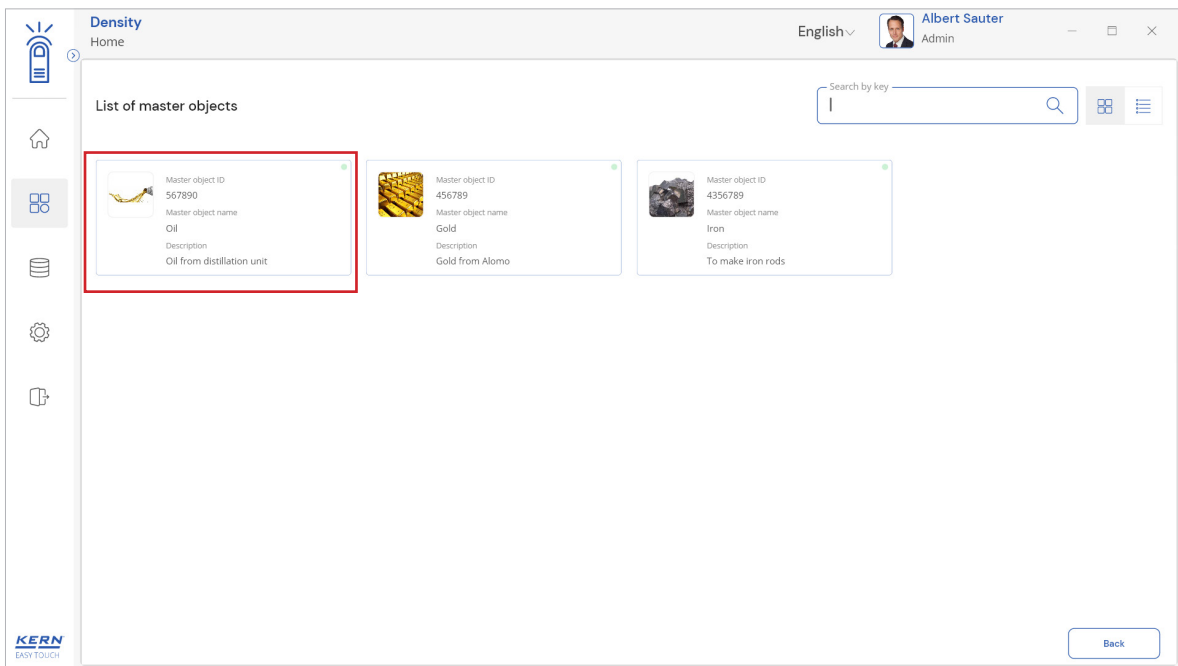 Density
Home
English
Albert Sauter
Admin
List of master objects
Search by key
Master object ID
567890
Master object name
Oil
Description
Oil from distillation unit
Master object ID
456789
Master object name
Gold
Description
Gold from Alomo
Master object ID
4356789
Master object name
Iron
Description
To make iron rods
KERN
EASY TOUCH
Back